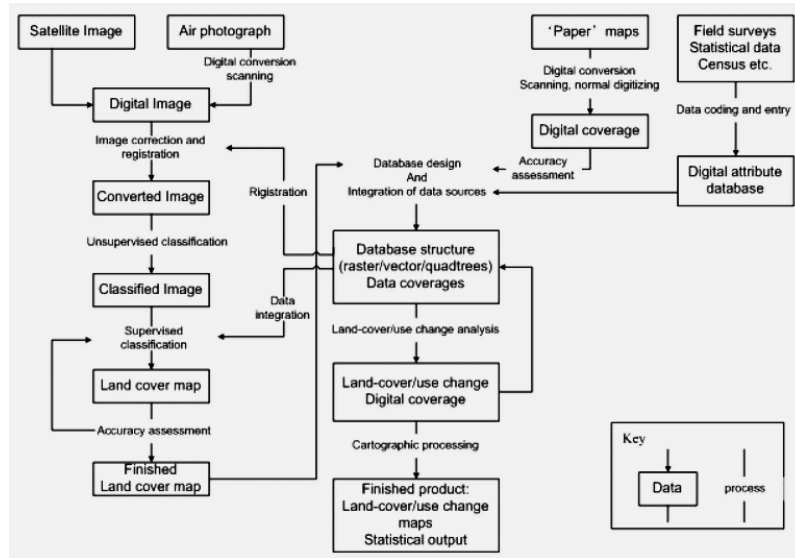 Satellite Image
Air photograph
Digital conversion
scanning
Digital Image
Image correction and
registration
Converted Image
Unsupervised classification
Classified Image
Supervised
classification
Land cover map
Accuracy assessment
Finished
Land cover map
Rigistration
Data
integration
'Paper' maps
Digital conversion
Scanning, normal digitizing
Digital coverage
Accuracy
assessment
Field surveys
Statistical data
Census etc.
Data coding and entry
Digital attribute
database
Database design
And
Integration of data sources
Database structure
(raster/vector/quadtrees)
Data coverages
Land-cover/use change analysis
Land-cover/use change
Digital coverage
Cartographic processing
Finished product:
Land-cover/use change
maps
Statistical output
Key
Data
process